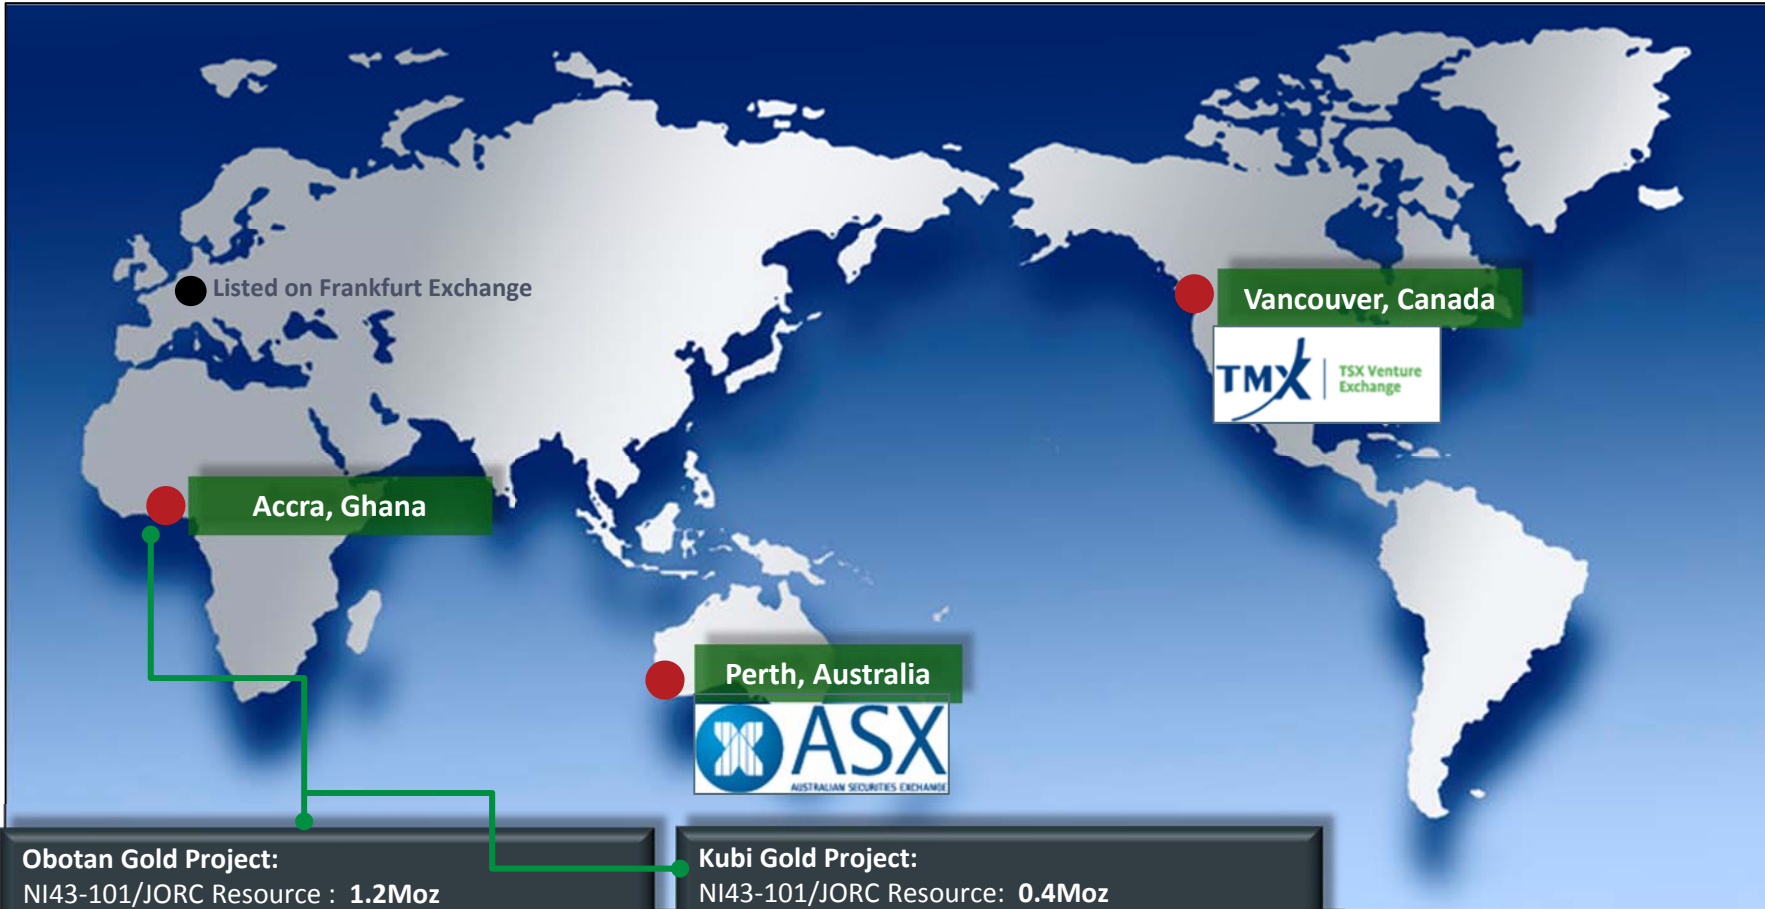 Listed on Frankfurt Exchange
Vancouver, Canada
TMX
TSX Venture
Exchange
Accra, Ghana
Perth, Australia
ASX
AUSTRALIAN SECURITIES EXCHANGE
Obotan Gold Project:
NI43-101/JORC Resource : 1.2Moz
Kubi Gold Project:
NI43-101/JORC Resource: 0.4Moz